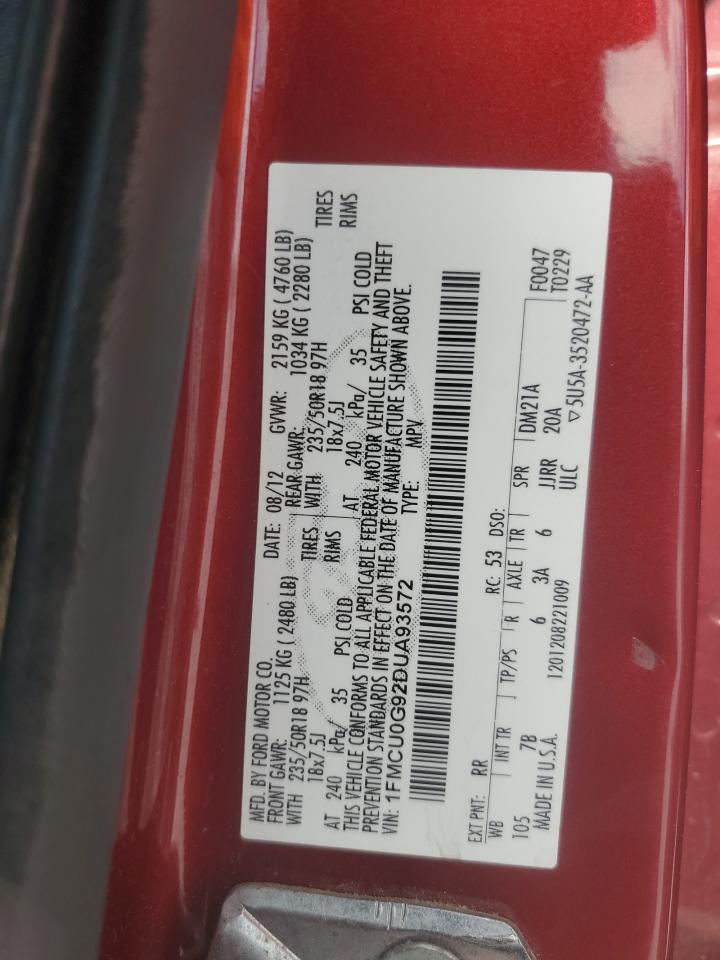 MFD. BY FORD MOTOR CO.
DATE: 08/12 GVWR: 2159 KG ( 4760 LB)
FRONT GAWR: 1125 KG ( 2480 LB) REAR GAWR: 1034 KG ( 2280 LB)
WITH 235/50R18 97H TIRES WITH 235/50R18 97H TIRES
18x7.5J RIMS 18x7.5J RIMS
AT 240 kPa/ 35 PSI COLD AT 240 kPa/ 35 PSI COLD
THIS VEHICLE CONFORMS TO ALL APPLICABLE FEDERAL MOTOR VEHICLE SAFETY AND THEFT
PREVENTION STANDARDS IN EFFECT ON THE DATE OF MANUFACTURE SHOWN ABOVE.
VIN: 1FMCU0G92DUA93572 TYPE: MPV
EXT PNT: RR RC: 53 DSO: F0047
WB INT TR TP/PS R AXLE TR SPR DM21A T0229
105 7B 6 3A 6 JJRR 20A
MADE IN U.S.A. 1201208221009 ULC ▽5U5A-3520472-AA